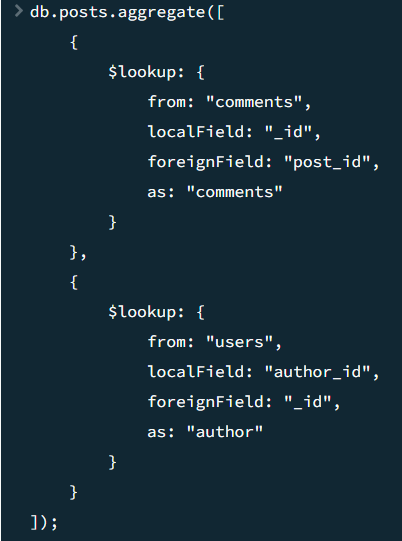 > db.posts.aggregate([
{
$lookup: {
from: "comments",
localField: "_id",
foreignField: "post_id",
as: "comments"
}
},
{
$lookup: {
from: "users",
localField: "author_id",
foreignField: "_id",
as: "author"
}
}
]);